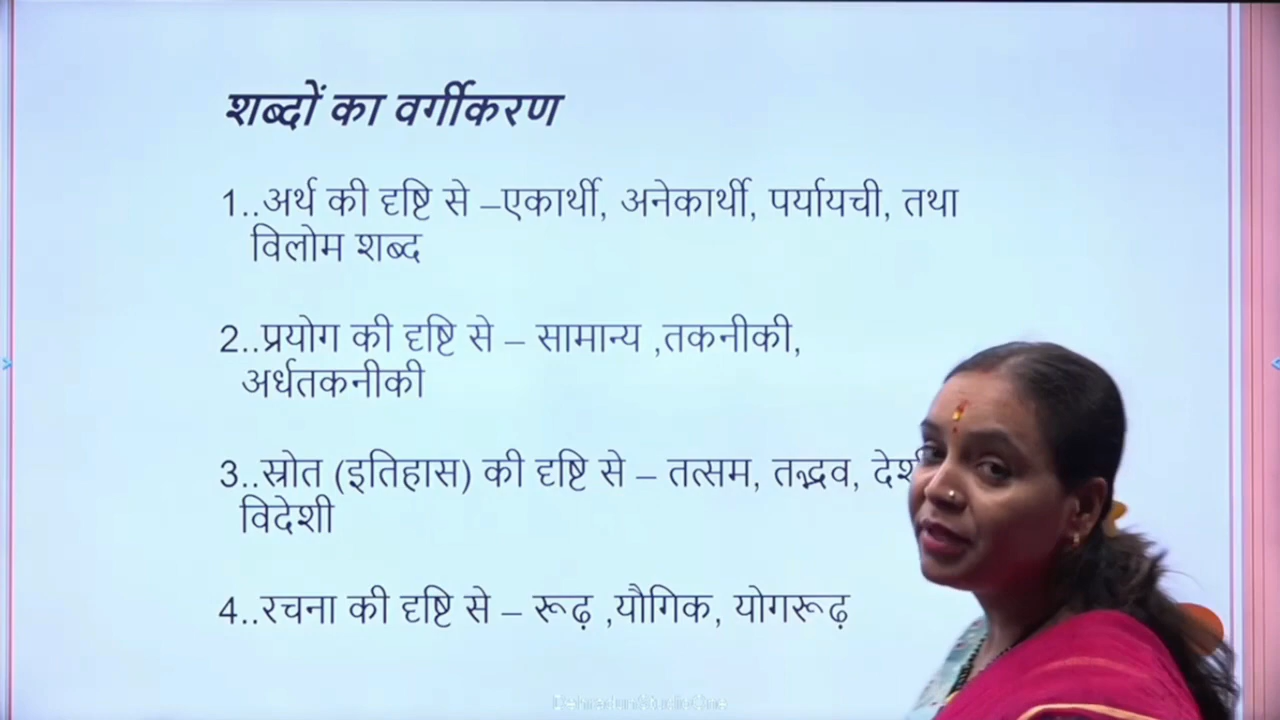 शब्दों का वर्गीकरण
1..अर्थ की दृष्टि से –एकार्थी, अनेकार्थी, पर्यायची, तथा
विलोम शब्द
2..प्रयोग की दृष्टि से – सामान्य ,तकनीकी,
अर्धतकनीकी
3..स्रोत (इतिहास) की दृष्टि से – तत्सम, तद्भव,
विदेशी
4..रचना की दृष्टि से – रूढ़ ,यौगिक, योगरूढ़